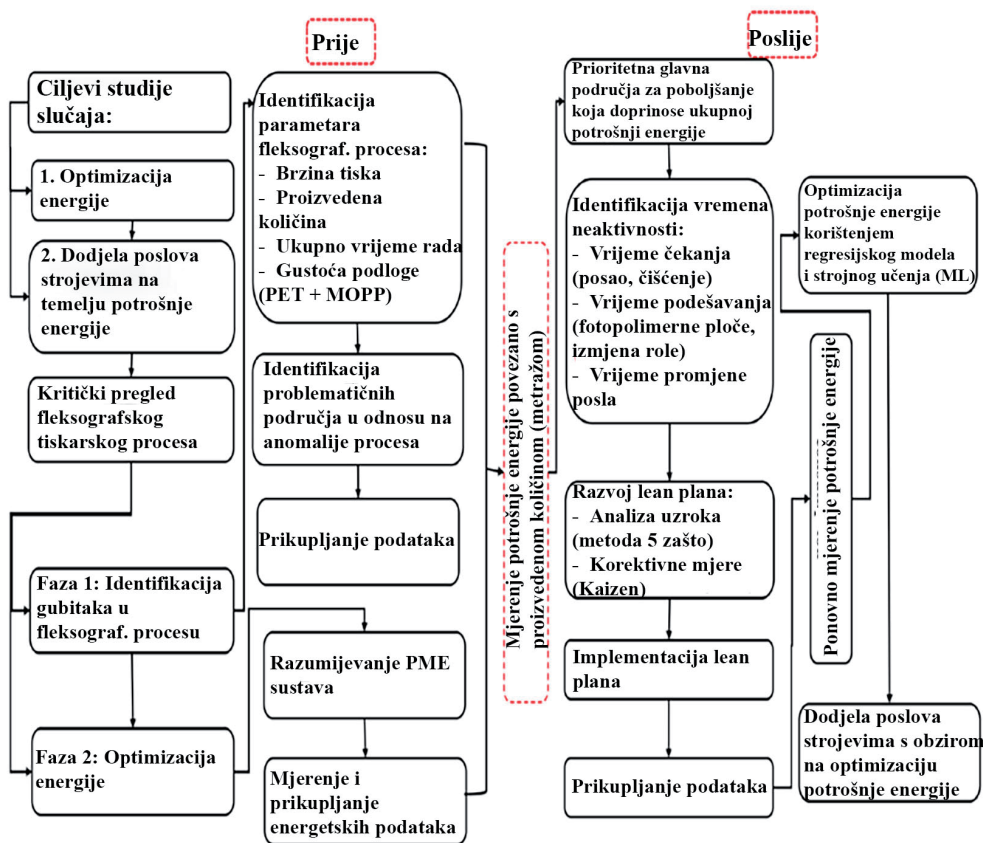 Prije
Poslije
Ciljevi studije
slučaja:
1. Optimizacija
energije
2. Dodjela poslova
strojevima na
temelju potrošnje
energije
Kritički pregled
fleksografskog
tiskarskog procesa
Faza 1: Identifikacija
gubitaka u
fleksograf. procesu
Faza 2: Optimizacija
energije
Identifikacija
parametara
fleksograf. procesa:
- Brzina tiska
- Proizvedena
količina
- Ukupno vrijeme rada
- Gustoća podloge
(PET + MOPP)
Identifikacija
problematičnih
područja u odnosu na
anomalije procesa
Prikupljanje podataka
Razumijevanje PME
sustava
Mjerenje i
prikupljanje
energetskih podataka
Mjerenje potrošnje energije povezano s
proizvedenom količinom (metražom)
Prioritetna glavna
područja za poboljšanje
koja doprinose ukupnoj
potrošnji energije
Identifikacija vremena
neaktivnosti:
- Vrijeme čekanja
(posao, čišćenje)
- Vrijeme podešavanja
(fotopolimerne ploče,
izmjena role)
- Vrijeme promjene
posla
Razvoj lean plana:
- Analiza uzroka
(metoda 5 zašto)
- Korektivne mjere
(Kaizen)
Implementacija lean
plana
Prikupljanje podataka
Ponovno mjerenje potrošnje energije
Optimizacija
potrošnje energije
korištenjem
regresijskog modela
i strojnog učenja (ML)
Dodjela poslova
strojevima s obzirom
na optimizaciju
potrošnje energije